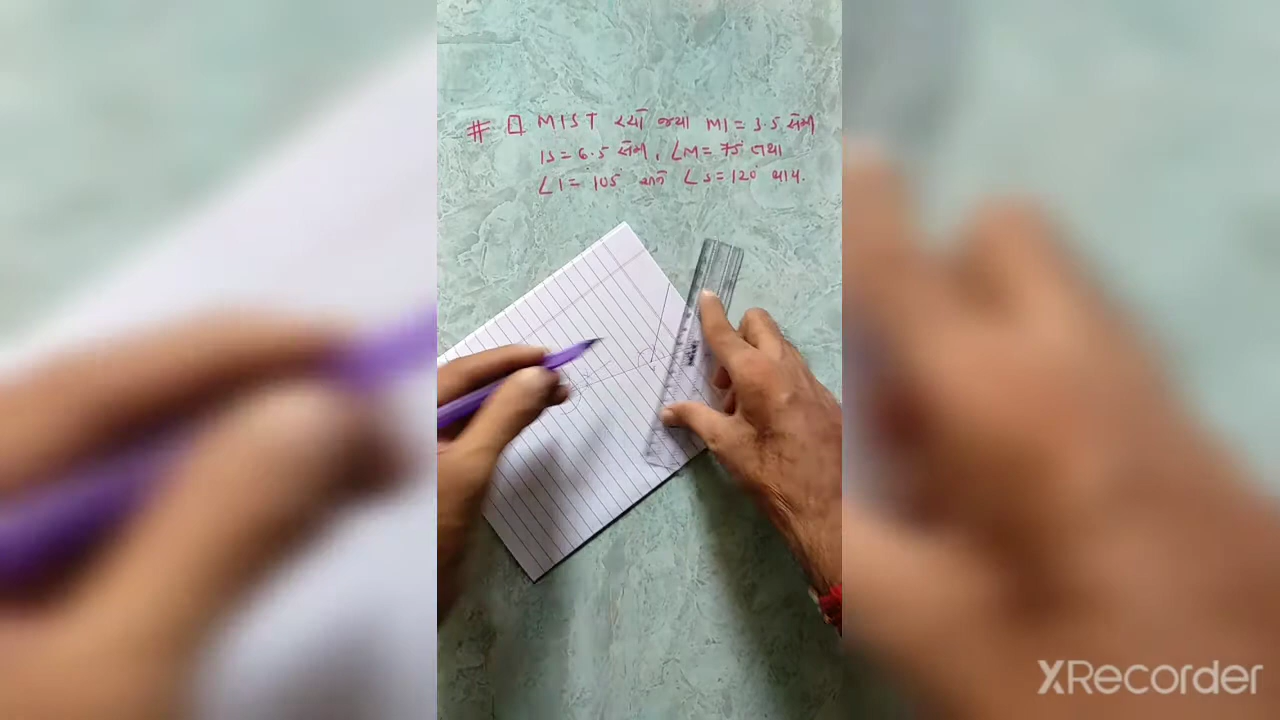 # □ MIST રચો જ્યાં MI = 3.5 સેમી
IS = 6.5 સેમી, ∠M = 75° તથા
∠I = 105° અને ∠S = 120° થાય.
XRecorder